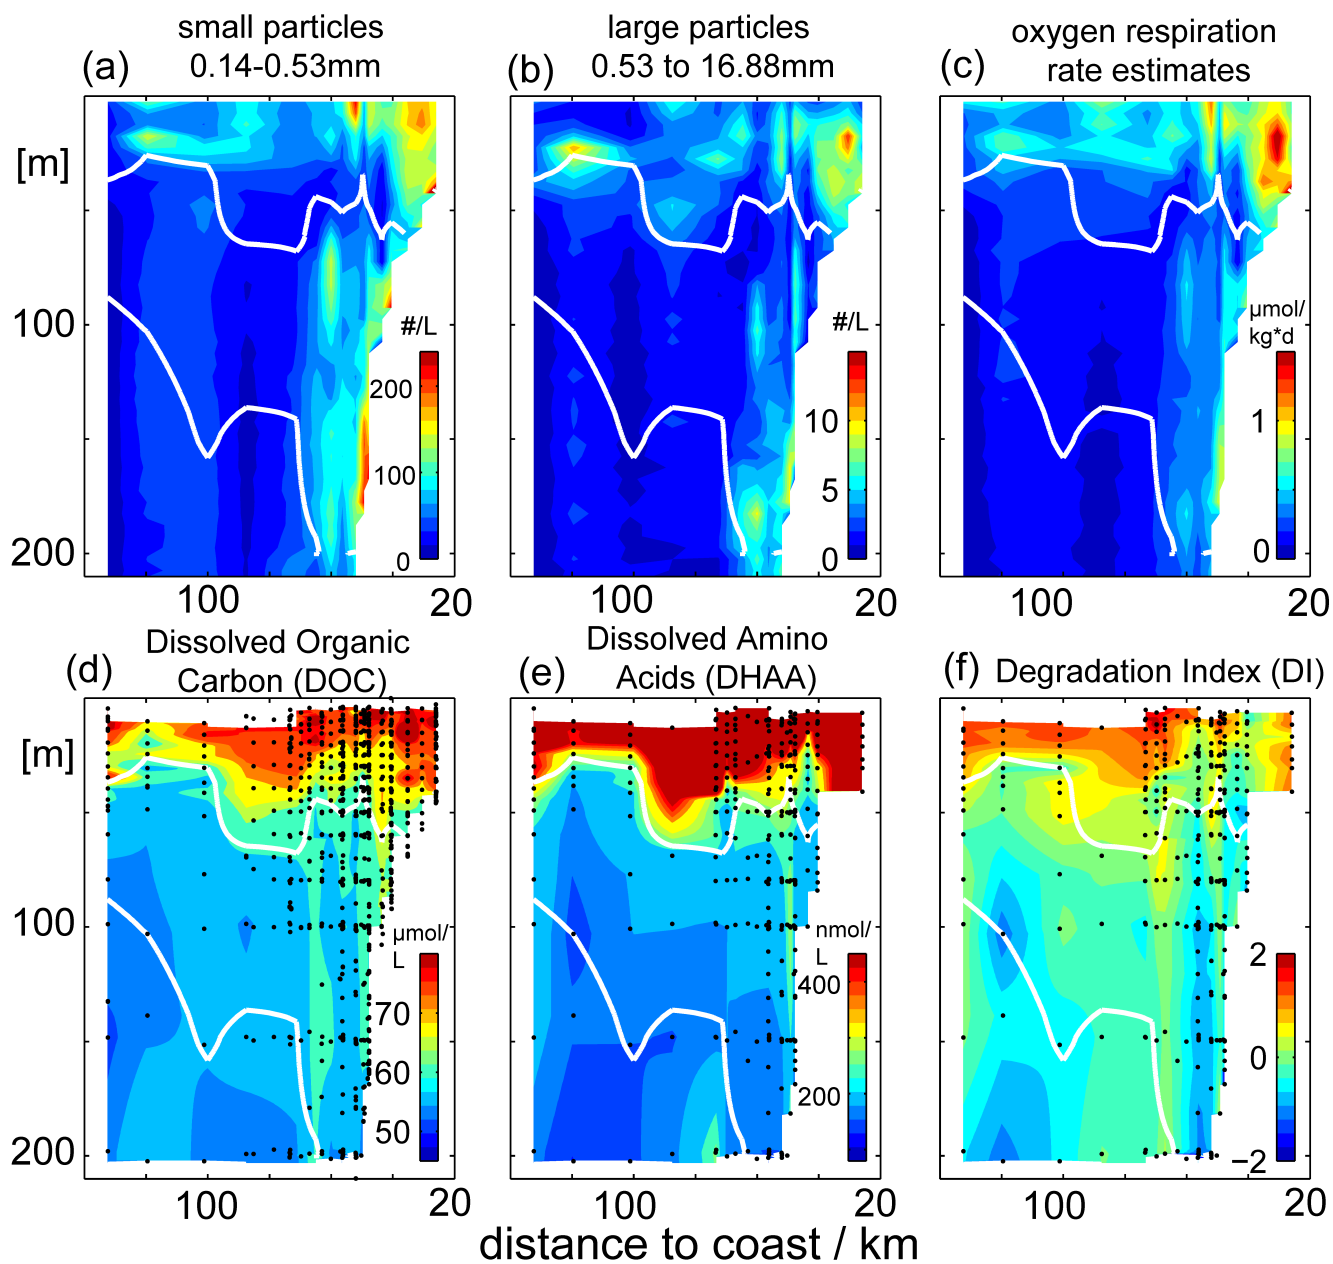 small particles
0.14-0.53mm
(a)
large particles
0.53 to 16.88mm
(b)
oxygen respiration
rate estimates
(c)
[m]
100
200
#/L
200
100
0
#/L
10
5
0
µmol/
kg*d
1
0
100
20
100
20
100
20
Dissolved Organic
Carbon (DOC)
(d)
Dissolved Amino
Acids (DHAA)
(e)
(f) Degradation Index (DI)
[m]
100
200
µmol/
L
70
60
50
nmol/
L
400
200
2
0
−2
100
20
100
20
100
20
distance to coast / km